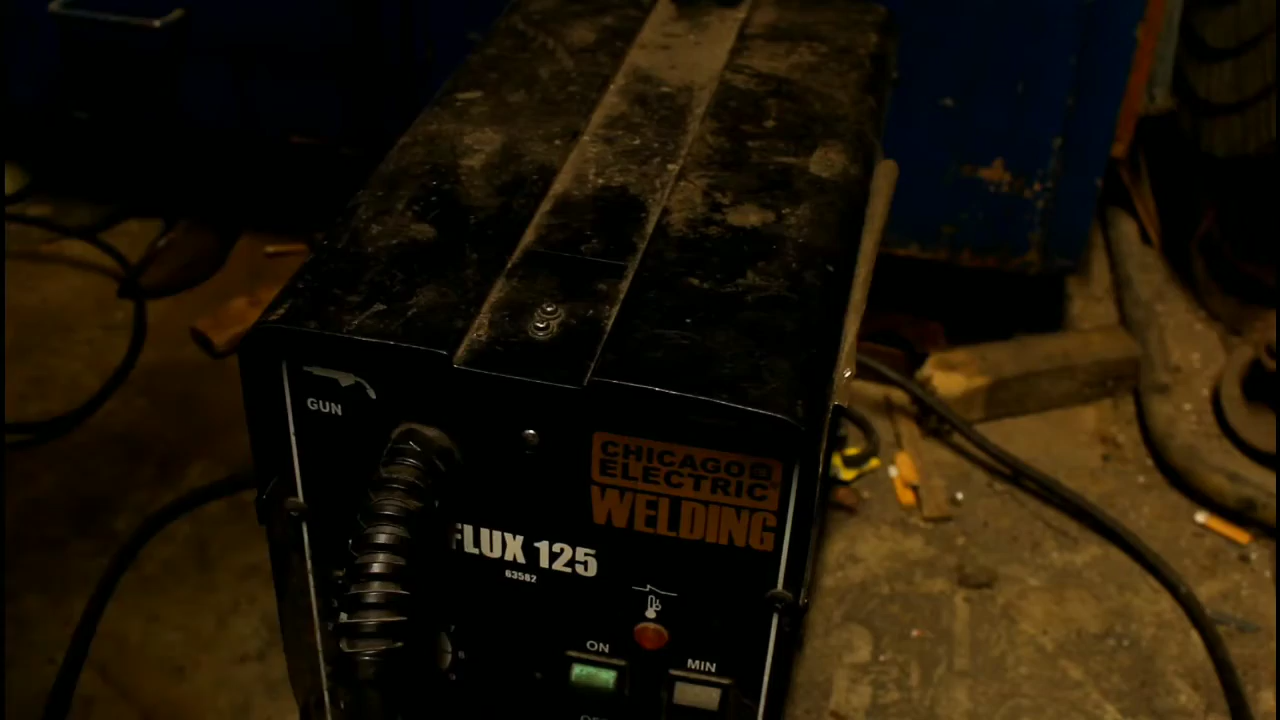 GUN
CHICAGO
ELECTRIC
WELDING
FLUX 125
63582
ON
MIN